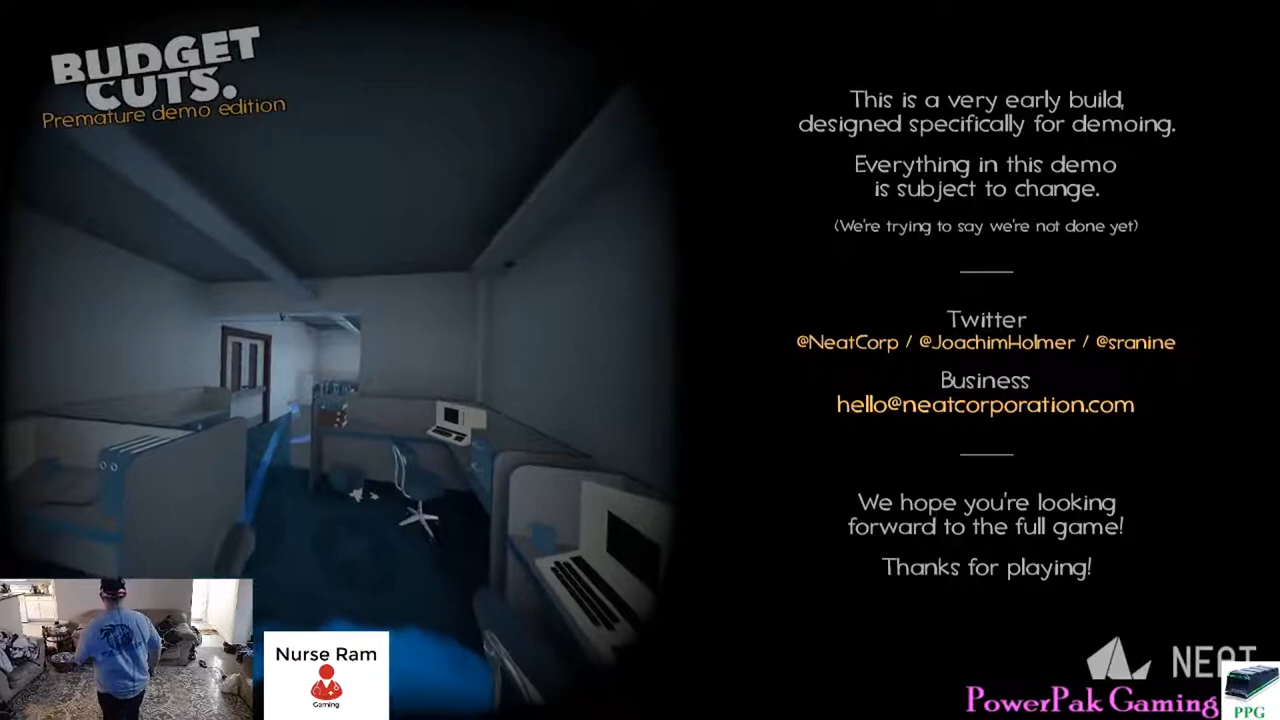 BUDGET
CUTS.
Premature demo edition
This is a very early build,
designed specifically for demoing.
Everything in this demo
is subject to change.
(We're trying to say we're not done yet)
Twitter
@NeatCorp / @JoachimHolmer / @sranine
Business
hello@neatcorporation.com
We hope you're looking
forward to the full game!
Thanks for playing!
Nurse Ram
Gaming
NEAT
PowerPak Gaming
PPG